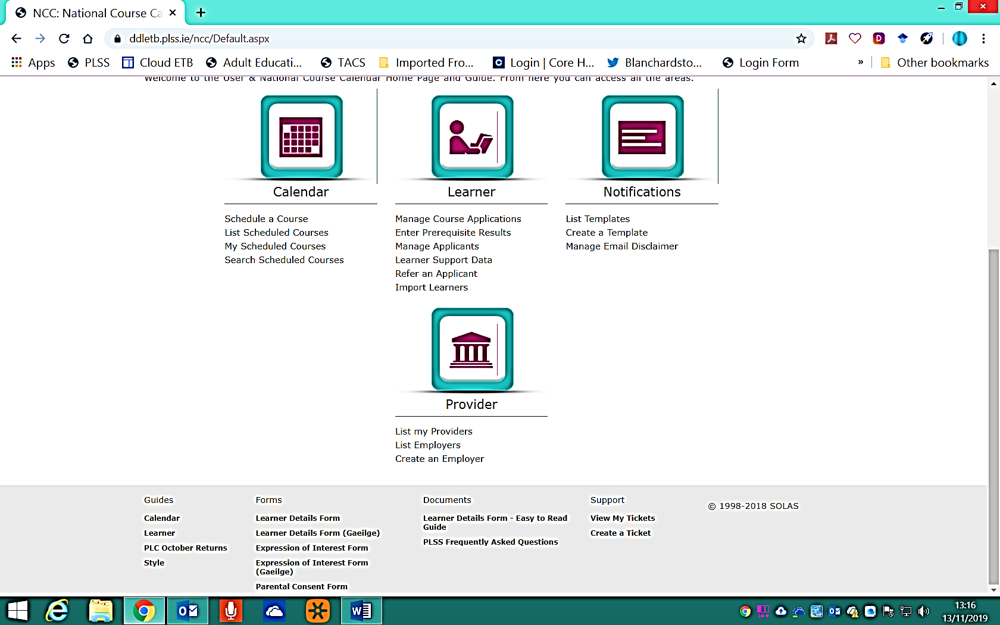 NCC: National Course Ca
ddletb.plss.ie/ncc/Default.aspx
Apps PLSS Cloud ETB Adult Educati... TACS Imported Fro... Login | Core H... Blanchardsto... Login Form » Other bookmarks
Welcome to the User & National Course Calendar Home Page and Guide. From here you can access all the areas.
Calendar
Schedule a Course
List Scheduled Courses
My Scheduled Courses
Search Scheduled Courses
Learner
Manage Course Applications
Enter Prerequisite Results
Manage Applicants
Learner Support Data
Refer an Applicant
Import Learners
Notifications
List Templates
Create a Template
Manage Email Disclaimer
Provider
List my Providers
List Employers
Create an Employer
Guides
Calendar
Learner
PLC October Returns
Style
Forms
Learner Details Form
Learner Details Form (Gaeilge)
Expression of Interest Form
Expression of Interest Form
(Gaeilge)
Parental Consent Form
Documents
Learner Details Form - Easy to Read
Guide
PLSS Frequently Asked Questions
Support
View My Tickets
Create a Ticket
© 1998-2018 SOLAS
13:16
13/11/2019